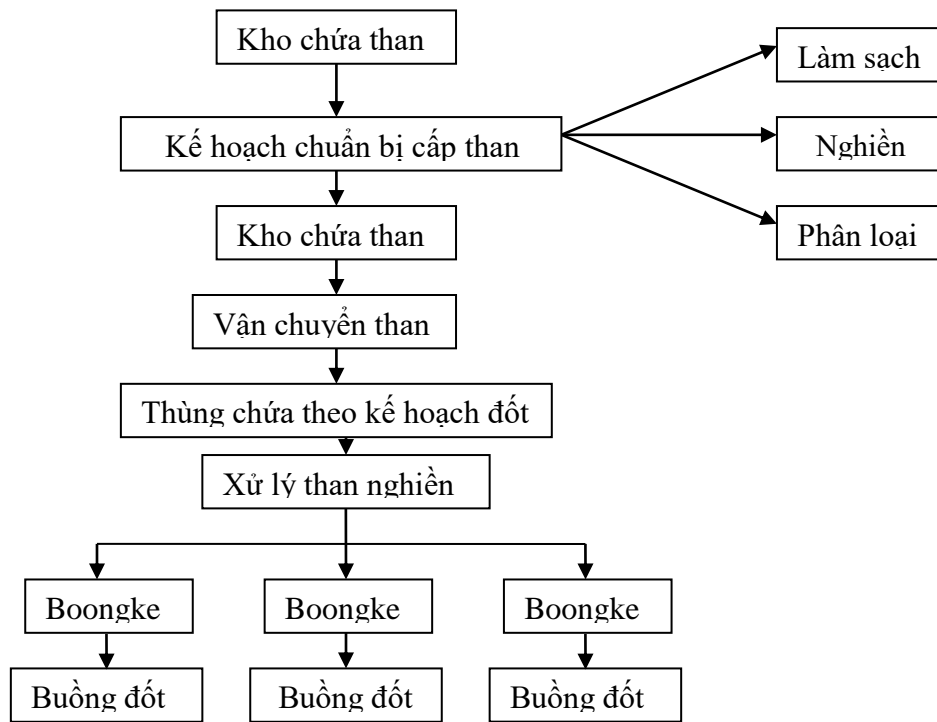 Kho chứa than
Làm sạch
Kế hoạch chuẩn bị cấp than
Nghiền
Kho chứa than
Phân loại
Vận chuyển than
Thùng chứa theo kế hoạch đốt
Xử lý than nghiền
Boongke
Boongke
Boongke
Buồng đốt
Buồng đốt
Buồng đốt